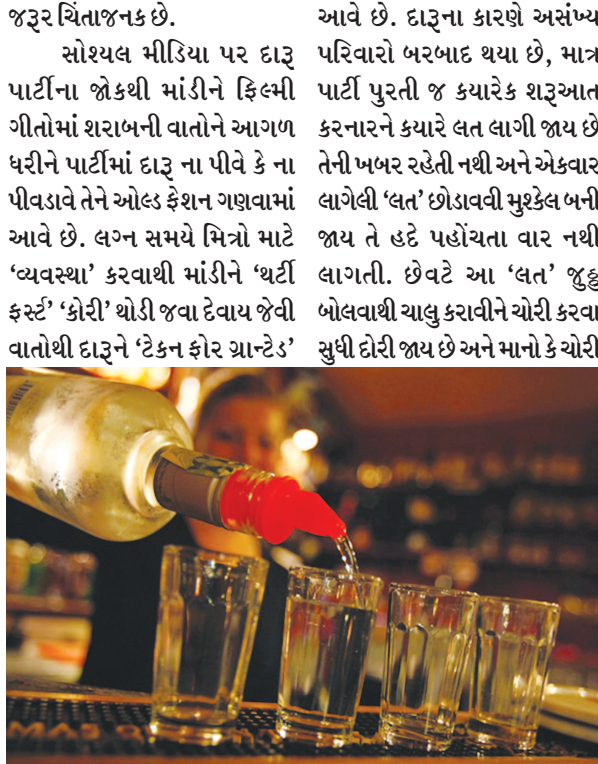 જરૂર ચિંતાજનક છે.
સોશ્યલ મીડિયા પર દારૂ
પાર્ટીના જોકથી માંડીને ફિલ્મી
ગીતોમાં શરાબની વાતોને આગળ
ધરીને પાર્ટીમાં દારૂ ના પીવે કે ના
પીવડાવે તેને ઓલ્ડ ફેશન ગણવામાં
આવે છે. લગ્ન સમયે મિત્રો માટે
‘વ્યવસ્થા’ કરવાથી માંડીને ‘થર્ટી
ફર્સ્ટ’ ‘કોરી’ થોડી જવા દેવાય જેવી
વાતોથી દારૂને ‘ટેકન ફોર ગ્રાન્ટેડ’
આવે છે. દારૂના કારણે અસંખ્ય
પરિવારો બરબાદ થયા છે, માત્ર
પાર્ટી પુરતી જ કયારેક શરૂઆત
કરનારને કયારે લત લાગી જાય છે
તેની ખબર રહેતી નથી અને એકવાર
લાગેલી ‘લત’ છોડાવવી મુશ્કેલ બની
જાય તે હદે પહોંચતા વાર નથી
લાગતી. છેવટે આ ‘લત’ જુઠ્ઠુ
બોલવાથી ચાલુ કરાવીને ચોરી કરવા
સુધી દોરી જાય છે અને માનો કે ચોરી